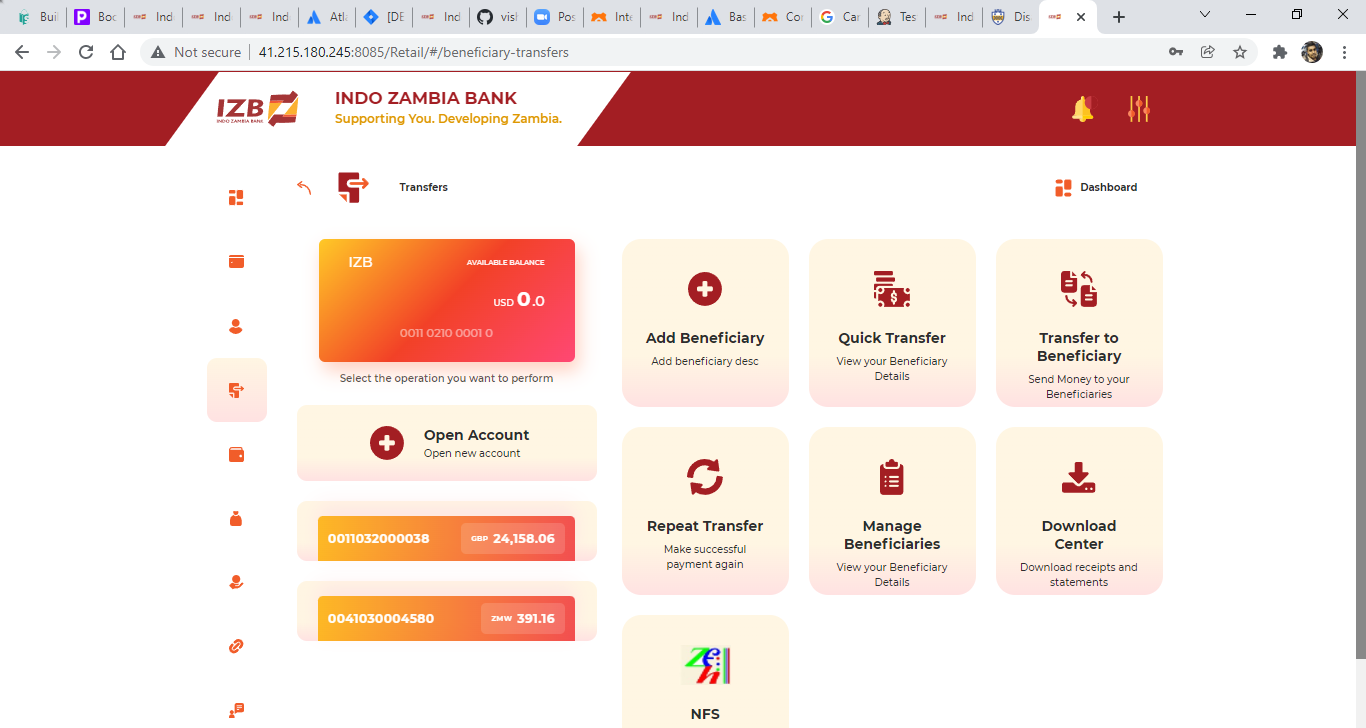 Bui
Boc
Ind
Ind
Ind
Atl
[DE
Ind
vis
Pos
Inte
Ind
Bas
Co
Car
Tes
Ind
Dis
Not secure
41.215.180.245:8085/Retail/#/beneficiary-transfers
IZB
INDO ZAMBIA BANK
INDO ZAMBIA BANK
Supporting You. Developing Zambia.
Transfers
Dashboard
IZB
AVAILABLE BALANCE
USD 0.0
0011 0210 0001 0
Select the operation you want to perform
Open Account
Open new account
0011032000038
GBP 24,158.06
0041030004580
ZMW 391.16
Add Beneficiary
Add beneficiary desc
Quick Transfer
View your Beneficiary
Details
Transfer to
Beneficiary
Send Money to your
Beneficiaries
Repeat Transfer
Make successful
payment again
Manage
Beneficiaries
View your Beneficiary
Details
Download
Center
Download receipts and
statements
NFS